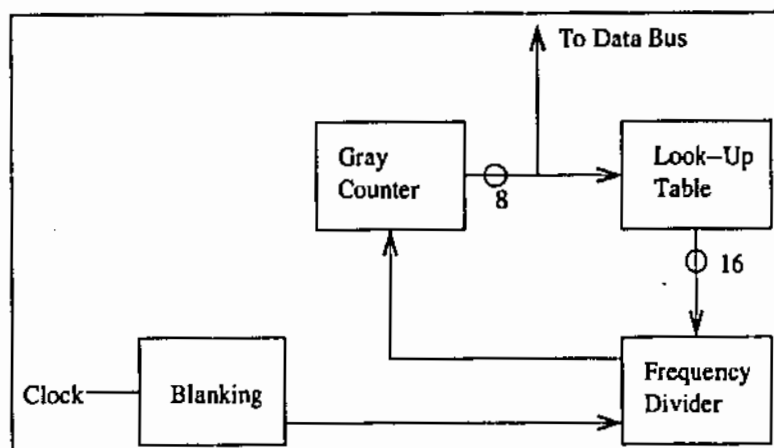 To Data Bus
Gray
Counter
8
Look-Up
Table
16
Clock
Blanking
Frequency
Divider